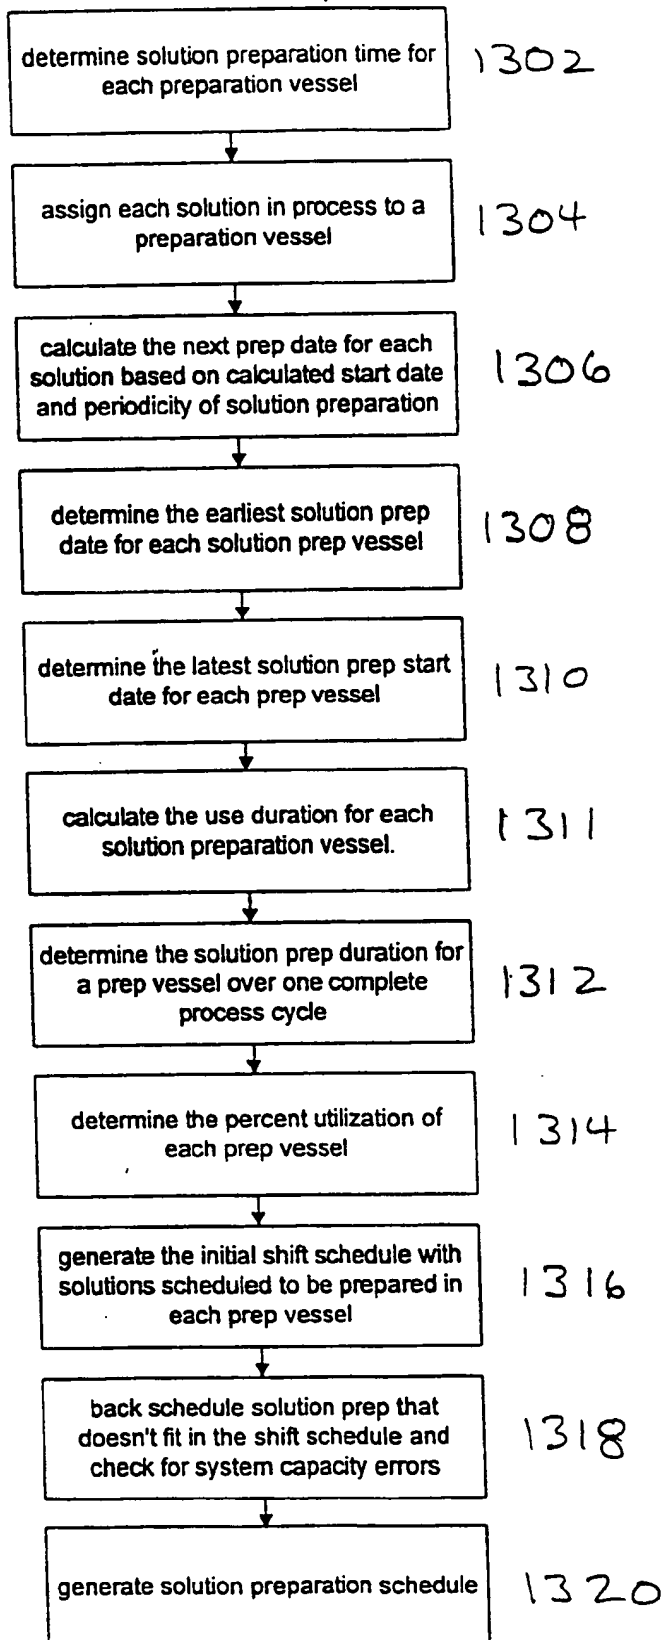 determine solution preparation time for
each preparation vessel
1302
assign each solution in process to a
preparation vessel
1304
calculate the next prep date for each
solution based on calculated start date
and periodicity of solution preparation
1306
determine the earliest solution prep
date for each solution prep vessel
1308
determine the latest solution prep start
date for each prep vessel
1310
calculate the use duration for each
solution preparation vessel.
1311
determine the solution prep duration for
a prep vessel over one complete
process cycle
1312
determine the percent utilization of
each prep vessel
1314
generate the initial shift schedule with
solutions scheduled to be prepared in
each prep vessel
1316
back schedule solution prep that
doesn't fit in the shift schedule and
check for system capacity errors
1318
generate solution preparation schedule
1320